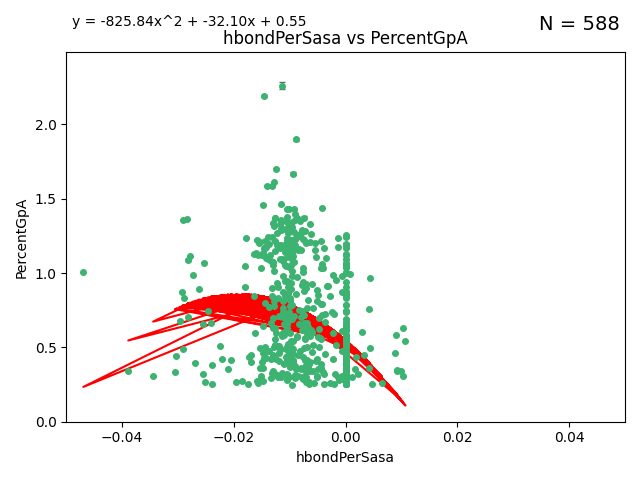 y = -825.84x^2 + -32.10x + 0.55
N = 588
hbondPerSasa vs PercentGpA
PercentGpA
2.0
1.5
1.0
0.5
0.0
−0.04 −0.02 0.00 0.02 0.04
hbondPerSasa